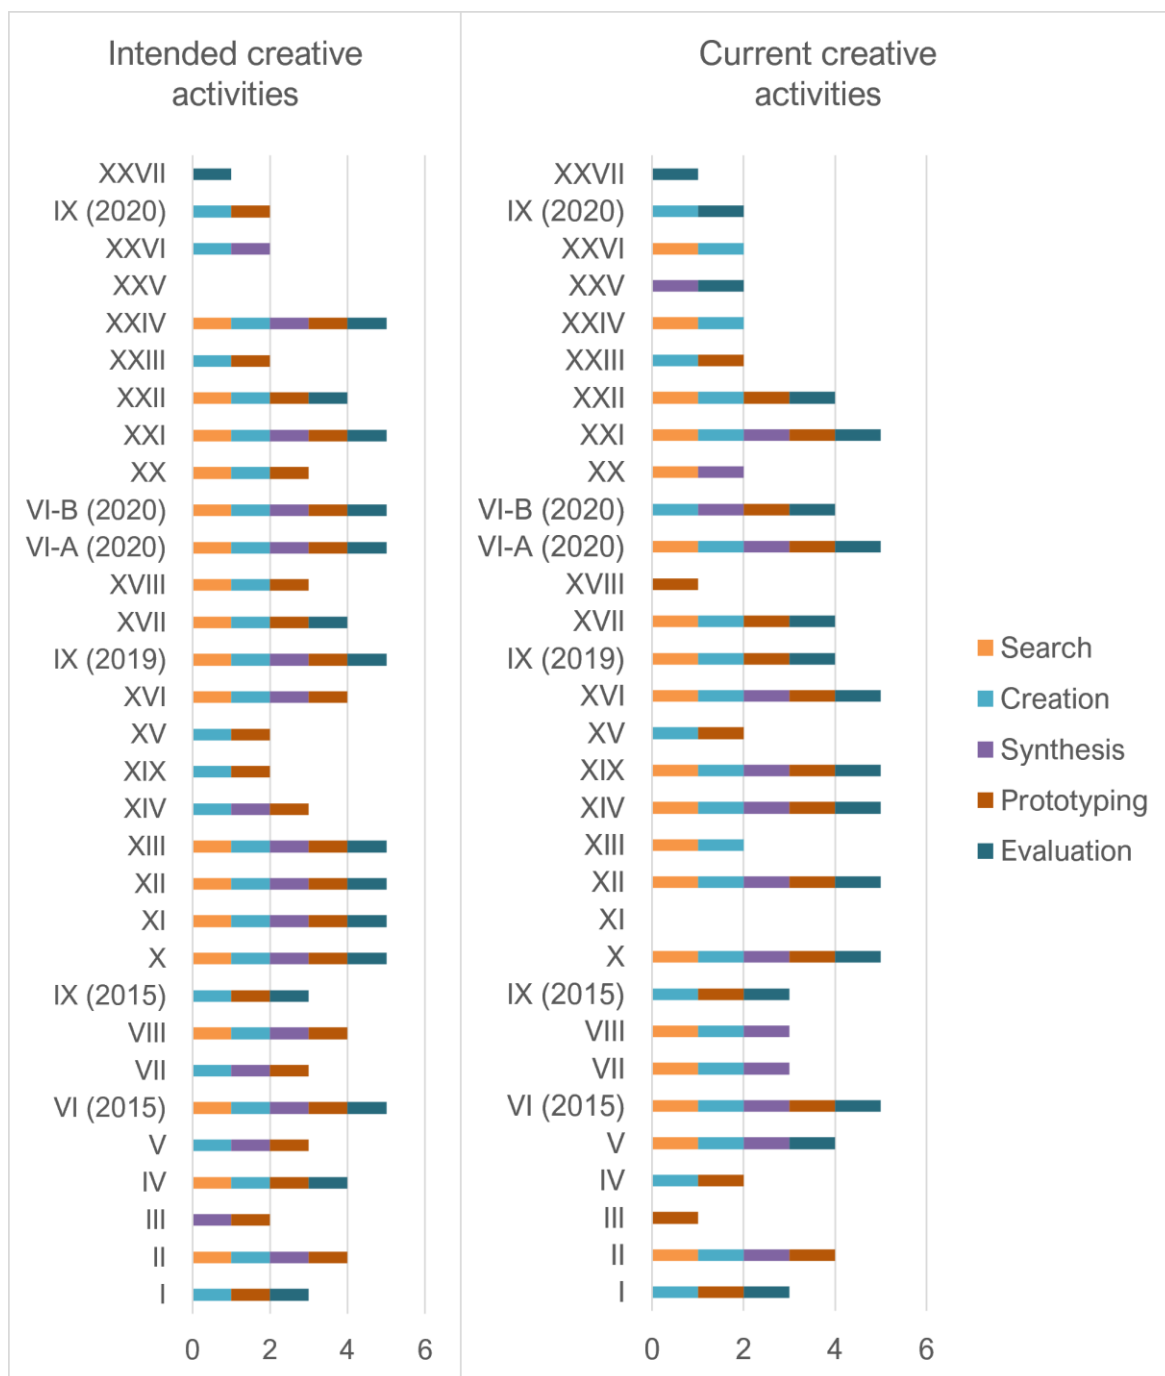 Intended creative
activities
XXVII
IX (2020)
XXVI
XXV
XXIV
XXIII
XXII
XXI
XX
VI-B (2020)
VI-A (2020)
XVIII
XVII
IX (2019)
XVI
XV
XIX
XIV
XIII
XII
XI
X
IX (2015)
VIII
VII
VI (2015)
V
IV
III
II
I
0 2 4 6
Current creative
activities
XXVII
IX (2020)
XXVI
XXV
XXIV
XXIII
XXII
XXI
XX
VI-B (2020)
VI-A (2020)
XVIII
XVII
IX (2019)
XVI
XV
XIX
XIV
XIII
XII
XI
X
IX (2015)
VIII
VII
VI (2015)
V
IV
III
II
I
0 2 4 6
Search
Creation
Synthesis
Prototyping
Evaluation